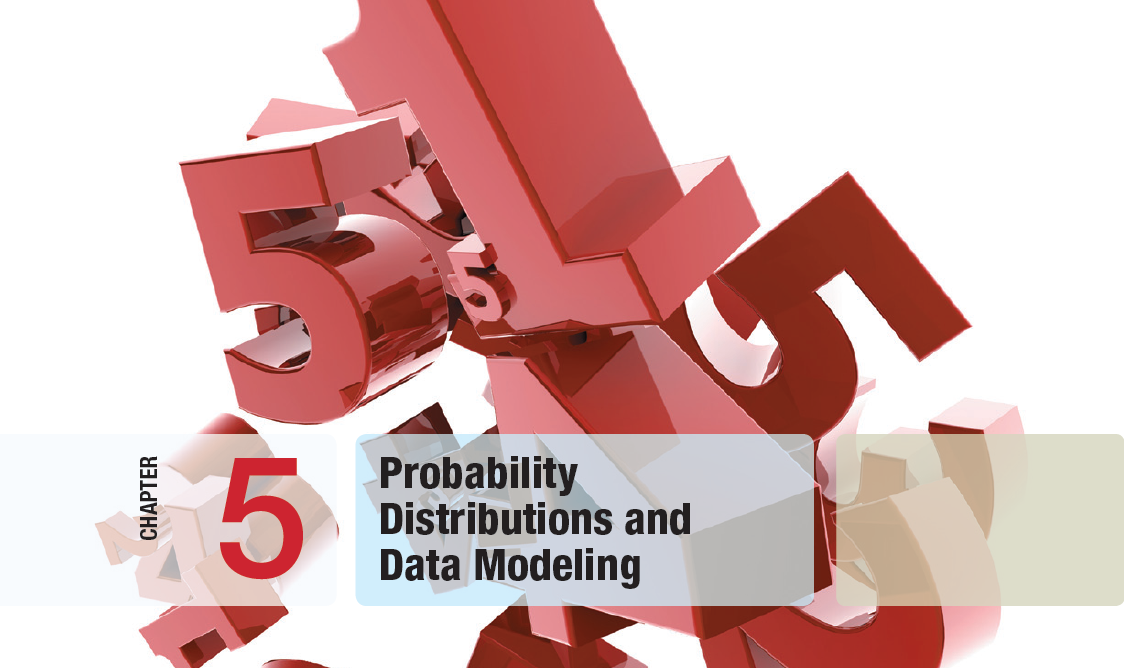 CHAPTER
5
Probability
Distributions and
Data Modeling